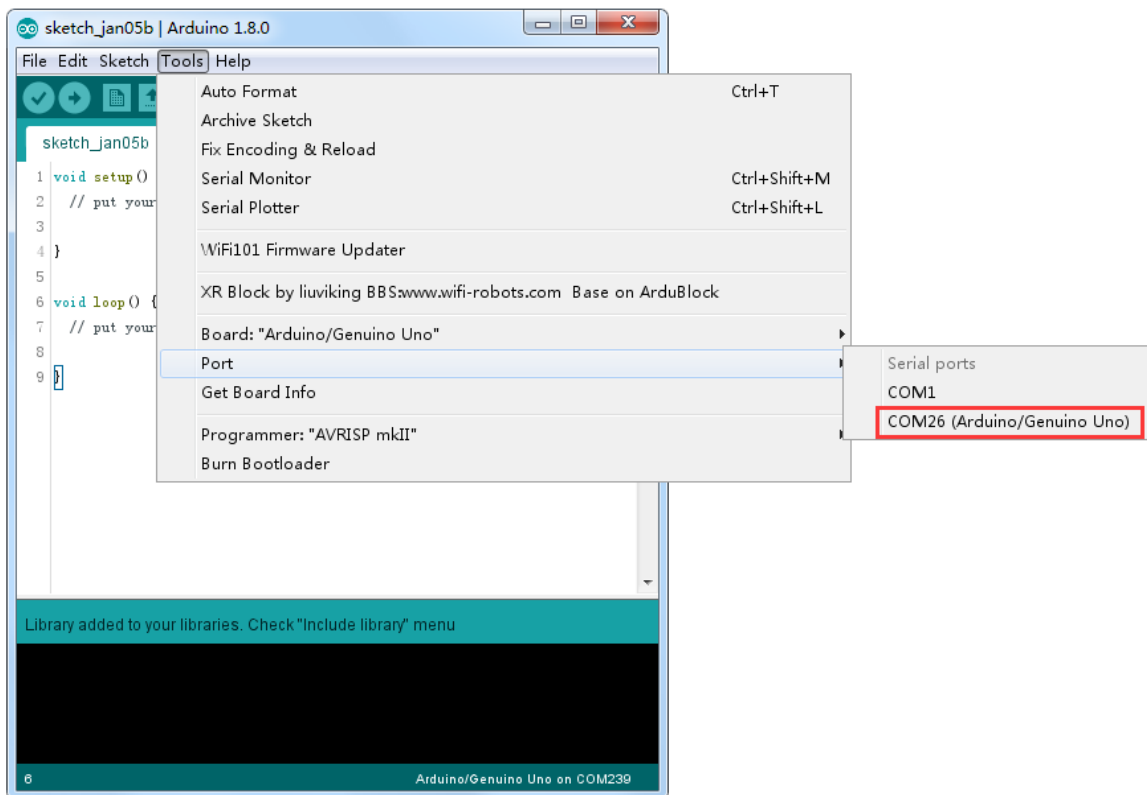 sketch_jan05b | Arduino 1.8.0
File Edit Sketch Tools Help
Auto Format Ctrl+T
Archive Sketch
Fix Encoding & Reload
Serial Monitor Ctrl+Shift+M
Serial Plotter Ctrl+Shift+L
WiFi101 Firmware Updater
XR Block by liuviking BBS:www.wifi-robots.com Base on ArduBlock
Board: "Arduino/Genuino Uno"
Port
Get Board Info
Programmer: "AVRISP mkII"
Burn Bootloader
Serial ports
COM1
COM26 (Arduino/Genuino Uno)
sketch_jan05b
1 void setup()
2 // put your
3
4 }
5
6 void loop() {
7 // put your
8
9 }
Library added to your libraries. Check "Include library" menu
6 Arduino/Genuino Uno on COM239